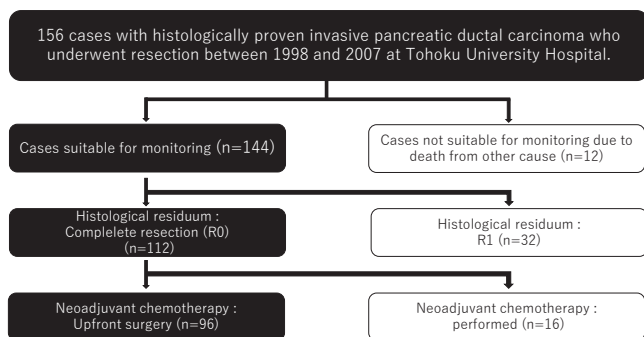 156 cases with histologically proven invasive pancreatic ductal carcinoma who
underwent resection between 1998 and 2007 at Tohoku University Hospital.
Cases suitable for monitoring (n=144)
Cases not suitable for monitoring due to
death from other cause (n=12)
Histological residuum :
Complelete resection (R0)
(n=112)
Histological residuum :
R1 (n=32)
Neoadjuvant chemotherapy :
Upfront surgery (n=96)
Neoadjuvant chemotherapy :
performed (n=16)